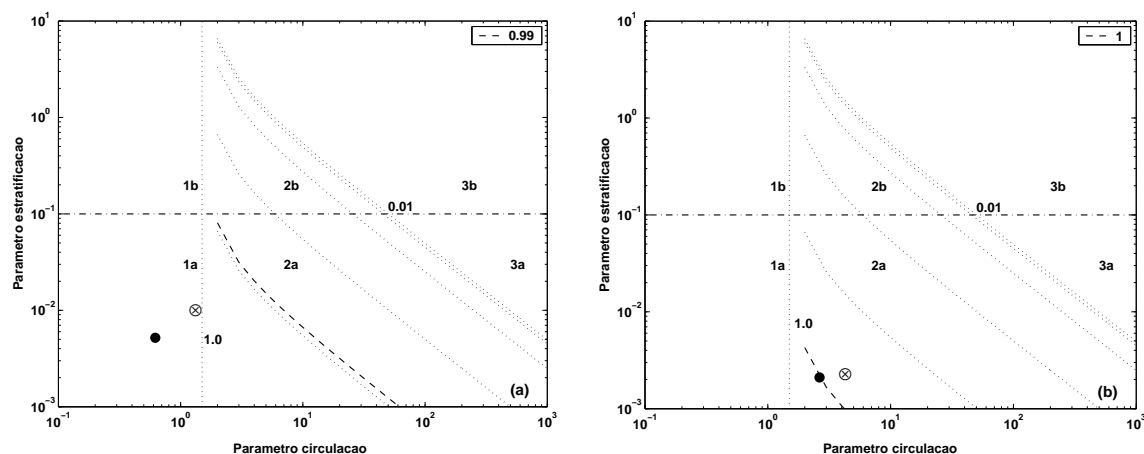 10^1
0.99
10^0
1b
2b
3b
0.01
10^-1
Parametro estratificacao
1a
2a
3a
10^-2
1.0
(a)
10^-3
10^-1
10^0
10^1
10^2
10^3
Parametro circulacao
10^1
1
10^0
1b
2b
3b
0.01
10^-1
Parametro estratificacao
1a
2a
3a
10^-2
1.0
(b)
10^-3
10^-1
10^0
10^1
10^2
10^3
Parametro circulacao